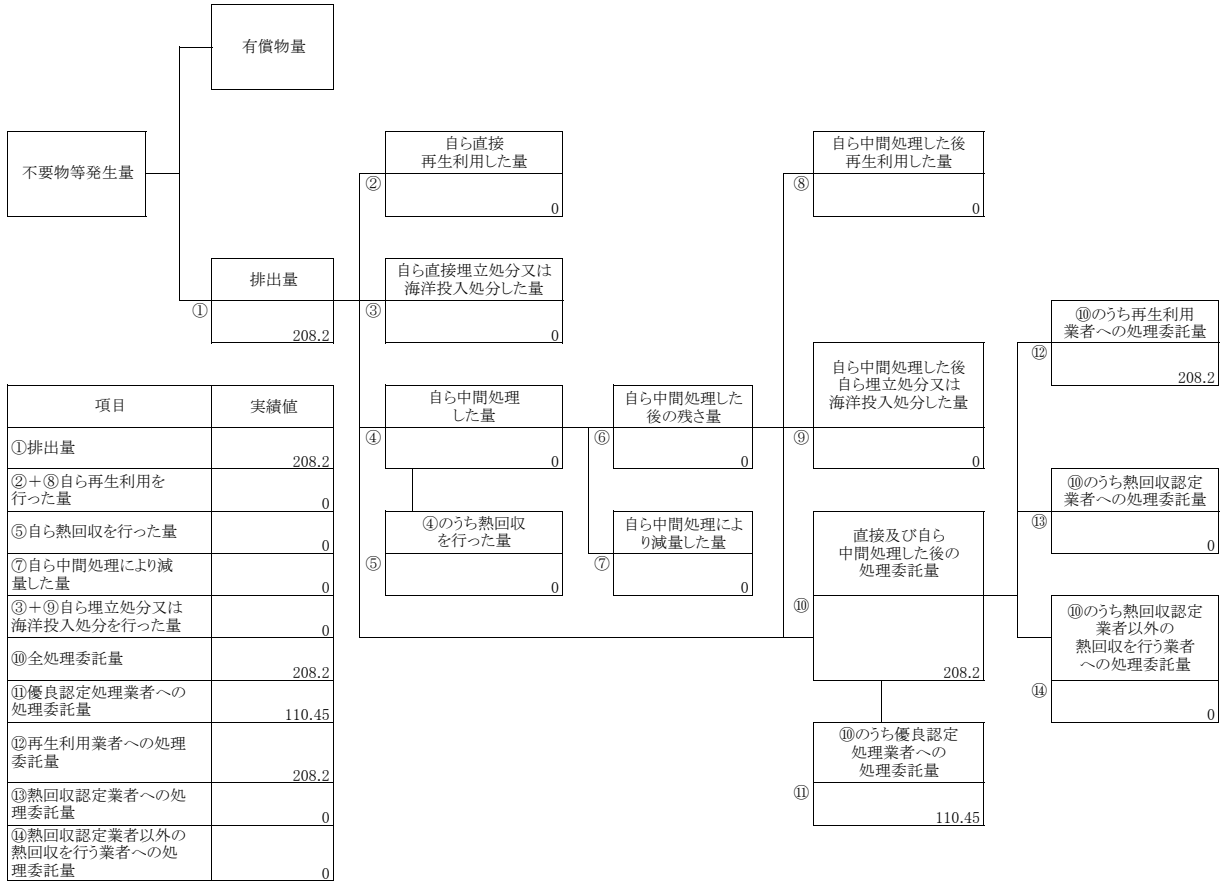 有償物量
不要物等発生量
自ら直接
再生利用した量
②
0
自ら中間処理した後
再生利用した量
⑧
0
排出量
①
208.2
自ら直接埋立処分又は
海洋投入処分した量
③
0
自ら中間処理
した量
④
0
自ら中間処理した
後の残さ量
⑥
0
自ら中間処理した後
自ら埋立処分又は
海洋投入処分した量
⑨
0
④のうち熱回収
を行った量
⑤
0
自ら中間処理によ
り減量した量
⑦
0
直接及び自ら
中間処理した後の
処理委託量
⑩
208.2
⑩のうち優良認定
処理業者への
処理委託量
⑪
110.45
⑩のうち再生利用
業者への処理委託量
⑫
208.2
⑩のうち熱回収認定
業者への処理委託量
⑬
0
⑩のうち熱回収認定
業者以外の
熱回収を行う業者
への処理委託量
⑭
0
項目 実績値
①排出量
208.2
②+⑧自ら再生利用を
行った量
0
⑤自ら熱回収を行った量
0
⑦自ら中間処理により減
量した量
0
③+⑨自ら埋立処分又は
海洋投入処分を行った量
0
⑩全処理委託量
208.2
⑪優良認定処理業者への
処理委託量
110.45
⑫再生利用業者への処理
委託量
208.2
⑬熱回収認定業者への処
理委託量
0
⑭熱回収認定業者以外の
熱回収を行う業者への処
理委託量
0